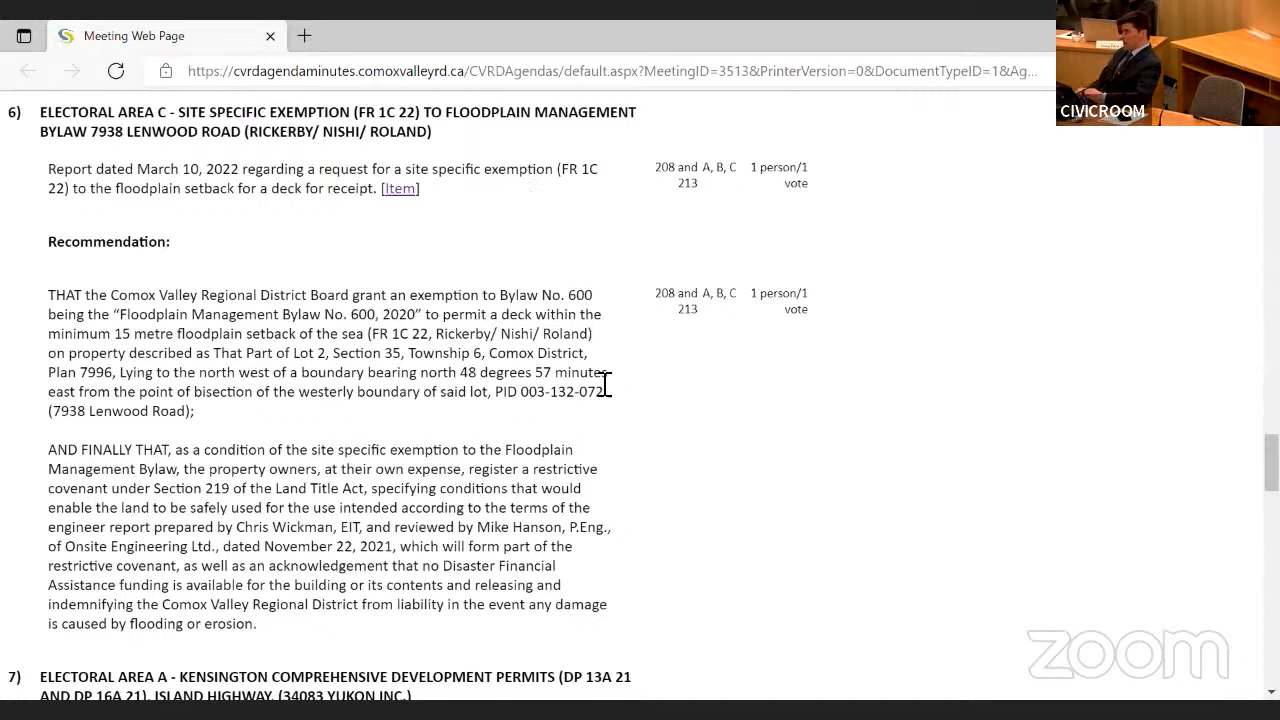 Meeting Web Page
https://cvrdagendaminutes.comoxvalleyrd.ca/CVRDAgendas/default.aspx?MeetingID=3513&PrinterVersion=0&DocumentTypeID=1&Ag...
CIVICROOM
6) ELECTORAL AREA C - SITE SPECIFIC EXEMPTION (FR 1C 22) TO FLOODPLAIN MANAGEMENT
BYLAW 7938 LENWOOD ROAD (RICKERBY/ NISHI/ ROLAND)
Report dated March 10, 2022 regarding a request for a site specific exemption (FR 1C 208 and A, B, C 1 person/1
22) to the floodplain setback for a deck for receipt. [Item] 213 vote
Recommendation:
THAT the Comox Valley Regional District Board grant an exemption to Bylaw No. 600 208 and A, B, C 1 person/1
being the “Floodplain Management Bylaw No. 600, 2020” to permit a deck within the 213 vote
minimum 15 metre floodplain setback of the sea (FR 1C 22, Rickerby/ Nishi/ Roland)
on property described as That Part of Lot 2, Section 35, Township 6, Comox District,
Plan 7996, Lying to the north west of a boundary bearing north 48 degrees 57 minutes
east from the point of bisection of the westerly boundary of said lot, PID 003-132-072
(7938 Lenwood Road);
AND FINALLY THAT, as a condition of the site specific exemption to the Floodplain
Management Bylaw, the property owners, at their own expense, register a restrictive
covenant under Section 219 of the Land Title Act, specifying conditions that would
enable the land to be safely used for the use intended according to the terms of the
engineer report prepared by Chris Wickman, EIT, and reviewed by Mike Hanson, P.Eng.,
of Onsite Engineering Ltd., dated November 22, 2021, which will form part of the
restrictive covenant, as well as an acknowledgement that no Disaster Financial
Assistance funding is available for the building or its contents and releasing and
indemnifying the Comox Valley Regional District from liability in the event any damage
is caused by flooding or erosion.
zoom
7) ELECTORAL AREA A - KENSINGTON COMPREHENSIVE DEVELOPMENT PERMITS (DP 13A 21
AND DP 16A 21), ISLAND HIGHWAY, (34083 YUKON INC.)